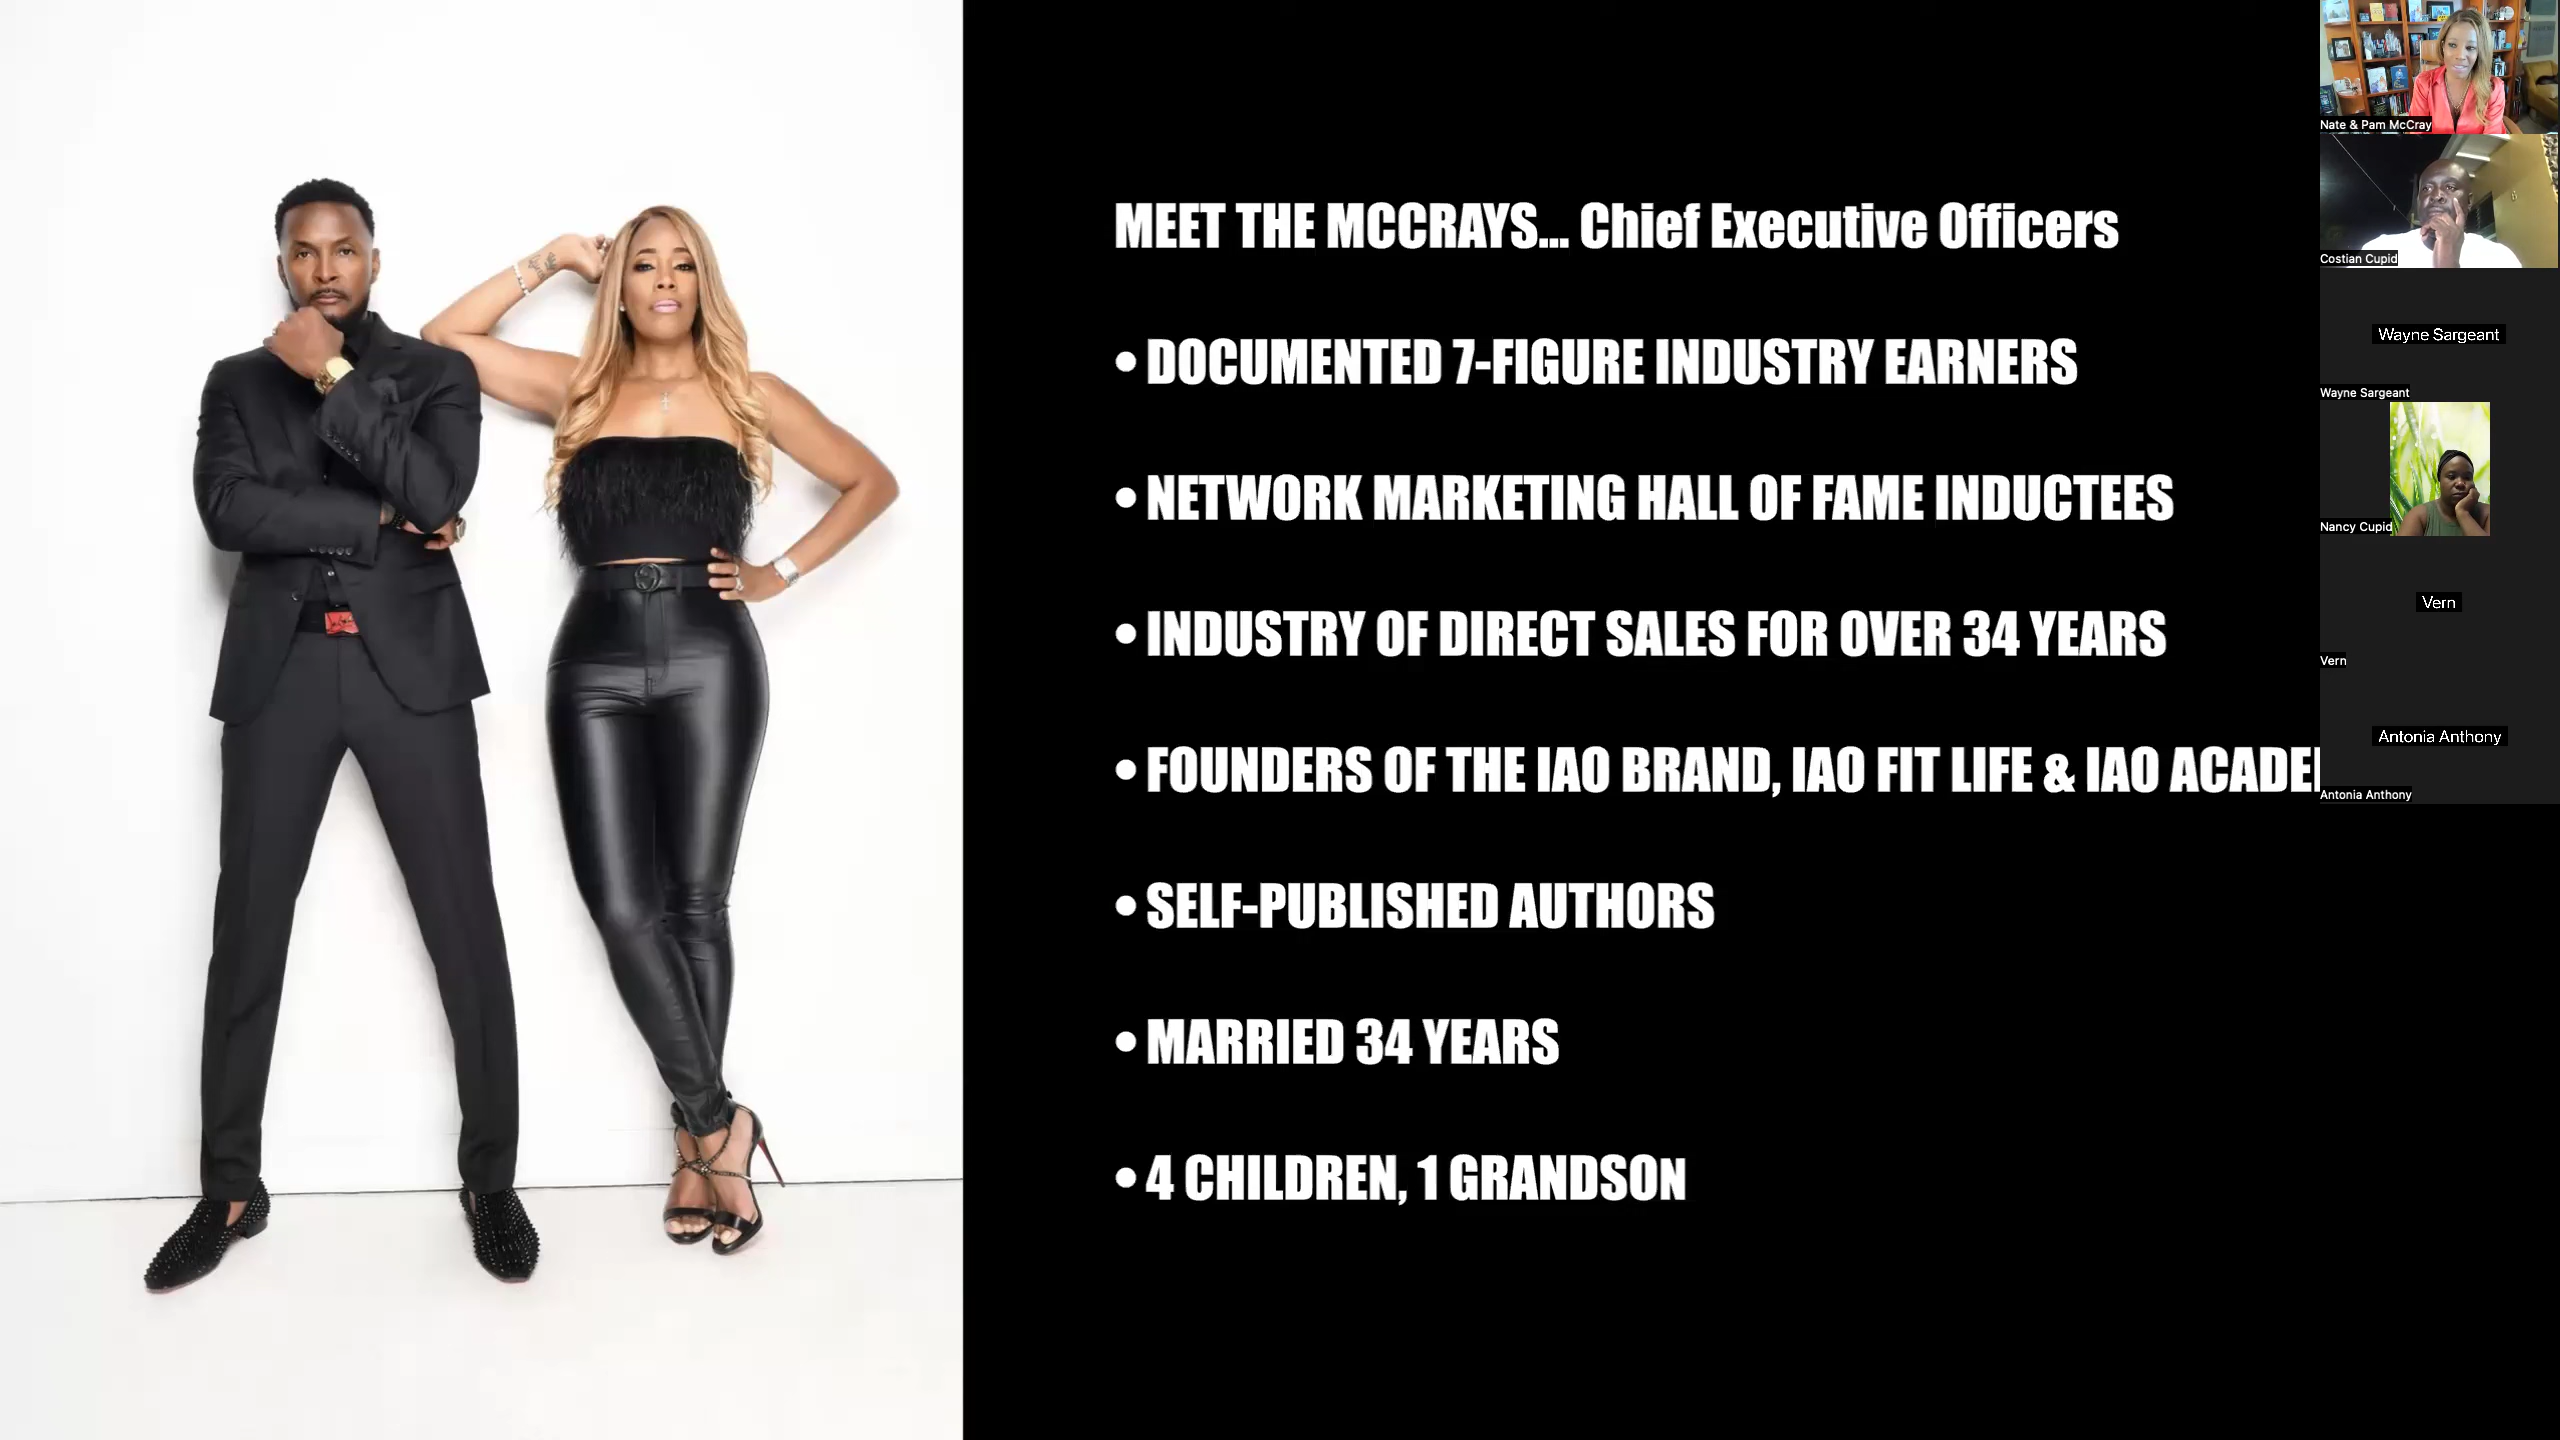 MEET THE MCCRAYS... Chief Executive Officers
• DOCUMENTED 7-FIGURE INDUSTRY EARNERS
• NETWORK MARKETING HALL OF FAME INDUCTEES
• INDUSTRY OF DIRECT SALES FOR OVER 34 YEARS
• FOUNDERS OF THE IAO BRAND, IAO FIT LIFE & IAO ACADE
• SELF-PUBLISHED AUTHORS
• MARRIED 34 YEARS
• 4 CHILDREN, 1 GRANDSON
Nate & Pam McCray
Costian Cupid
Wayne Sargeant
Wayne Sargeant
Nancy Cupid
Vern
Vern
Antonia Anthony
Antonia Anthony